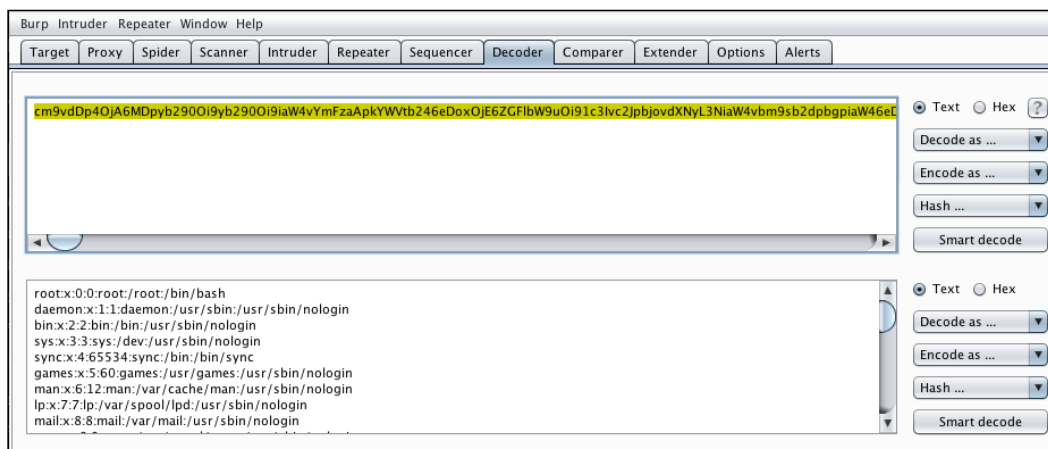 Burp Intruder Repeater Window Help
Target Proxy Spider Scanner Intruder Repeater Sequencer Decoder Comparer Extender Options Alerts
cm9vdDp4OjA6MDpyb290Oi9yb290Oi9iaW4vYmFzaApkYWVtb246eDoxOjE6ZGFlbW9uOi91c3Ivc2JpbjovdXNyL3NiaW4vbm9sb2dpbgpiaW46eD
Text Hex ?
Decode as ...
Encode as ...
Hash ...
Smart decode
root:x:0:0:root:/root:/bin/bash
daemon:x:1:1:daemon:/usr/sbin:/usr/sbin/nologin
bin:x:2:2:bin:/bin:/usr/sbin/nologin
sys:x:3:3:sys:/dev:/usr/sbin/nologin
sync:x:4:65534:sync:/bin:/bin/sync
games:x:5:60:games:/usr/games:/usr/sbin/nologin
man:x:6:12:man:/var/cache/man:/usr/sbin/nologin
lp:x:7:7:lp:/var/spool/lpd:/usr/sbin/nologin
mail:x:8:8:mail:/var/mail:/usr/sbin/nologin
Text Hex
Decode as ...
Encode as ...
Hash ...
Smart decode